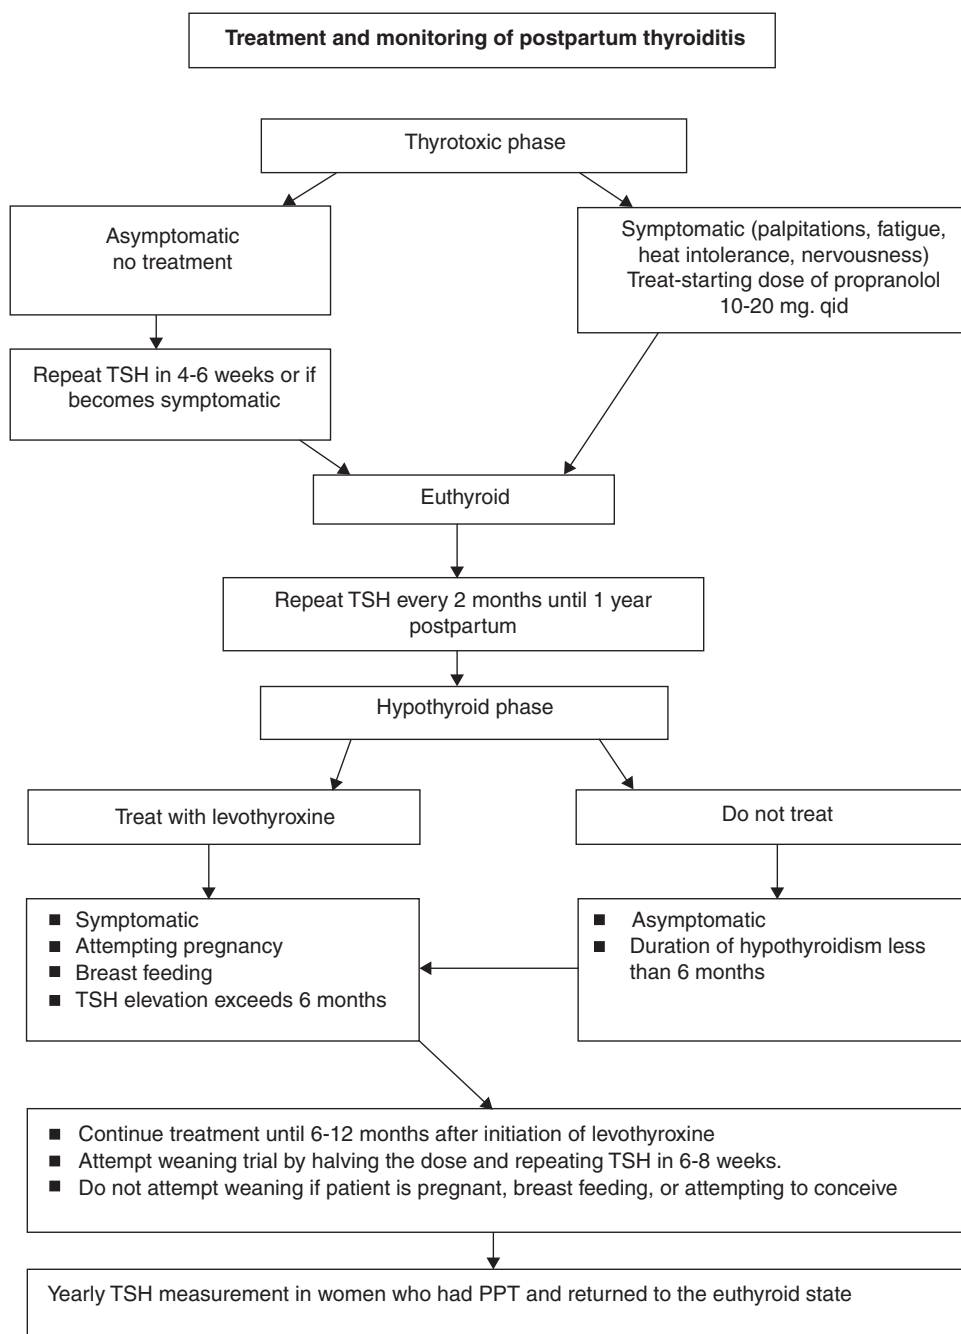 Treatment and monitoring of postpartum thyroiditis
Thyrotoxic phase
Asymptomatic
no treatment
Symptomatic (palpitations, fatigue,
heat intolerance, nervousness)
Treat-starting dose of propranolol
10-20 mg. qid
Repeat TSH in 4-6 weeks or if
becomes symptomatic
Euthyroid
Repeat TSH every 2 months until 1 year
postpartum
Hypothyroid phase
Treat with levothyroxine
Do not treat
■ Symptomatic
■ Attempting pregnancy
■ Breast feeding
■ TSH elevation exceeds 6 months
■ Asymptomatic
■ Duration of hypothyroidism less
than 6 months
■ Continue treatment until 6-12 months after initiation of levothyroxine
■ Attempt weaning trial by halving the dose and repeating TSH in 6-8 weeks.
■ Do not attempt weaning if patient is pregnant, breast feeding, or attempting to conceive
Yearly TSH measurement in women who had PPT and returned to the euthyroid state